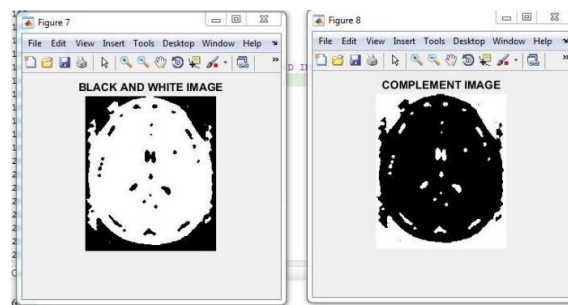 Figure 7
File Edit View Insert Tools Desktop Window Help
BLACK AND WHITE IMAGE
Figure 8
File Edit View Insert Tools Desktop Window Help
COMPLEMENT IMAGE